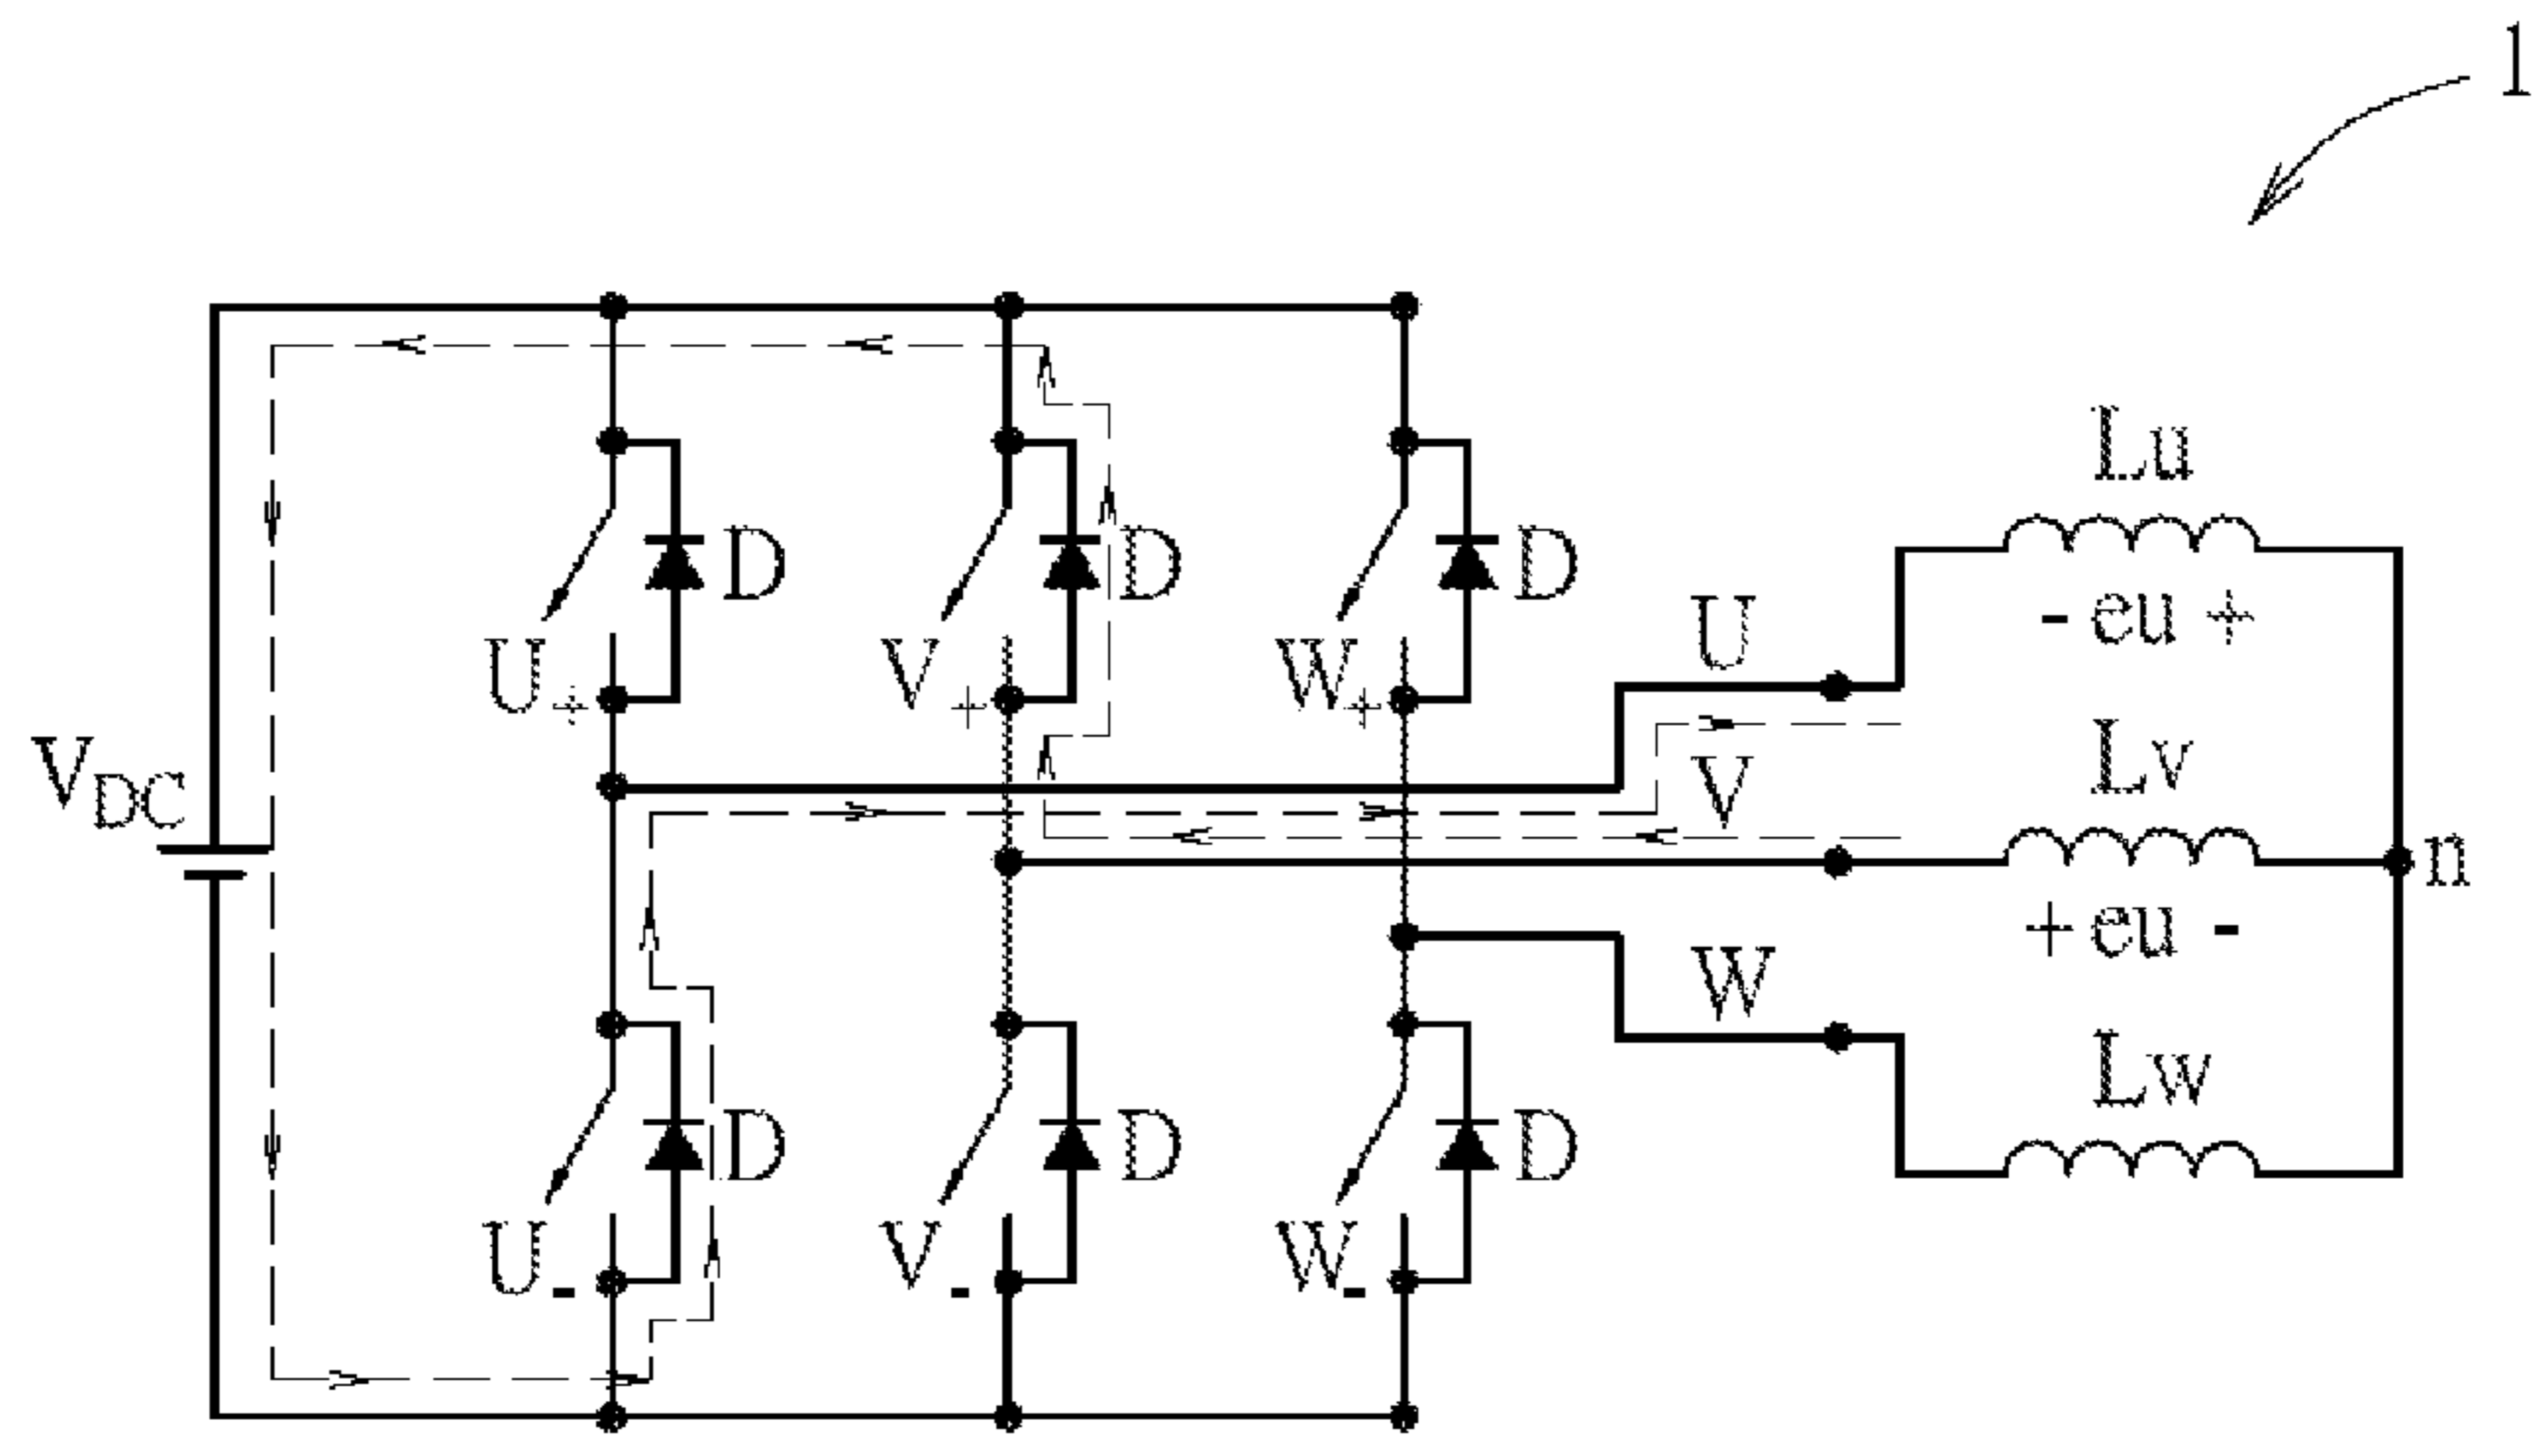 1
Lu
D D D
- eu +
U
U+ V+ W+
Lv
VDC
V
n
+ eu -
W
Lw
D D D
U- V- W-